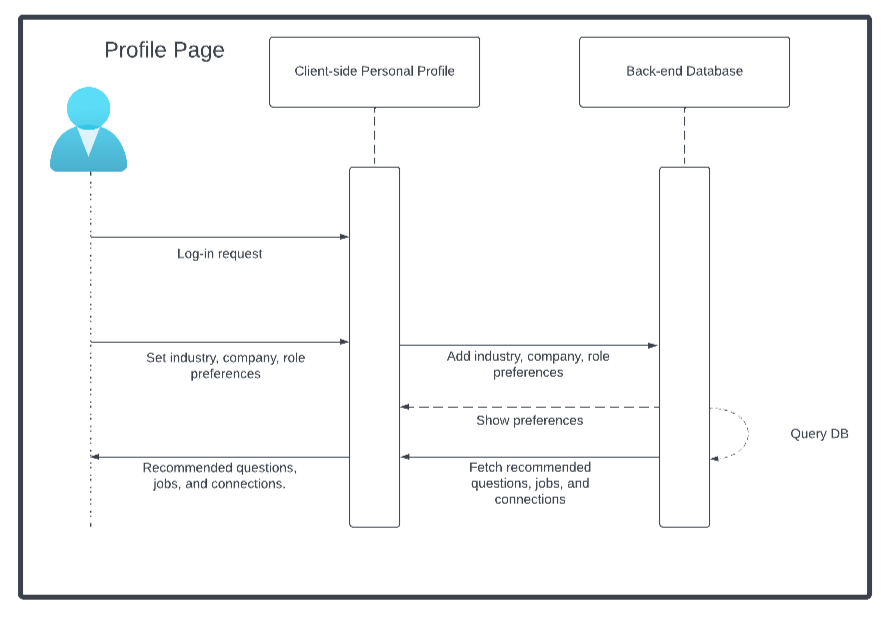 Profile Page
Client-side Personal Profile
Back-end Database
Log-in request
Set industry, company, role
preferences
Add industry, company, role
preferences
Show preferences
Query DB
Recommended questions,
jobs, and connections.
Fetch recommended
questions, jobs, and
connections